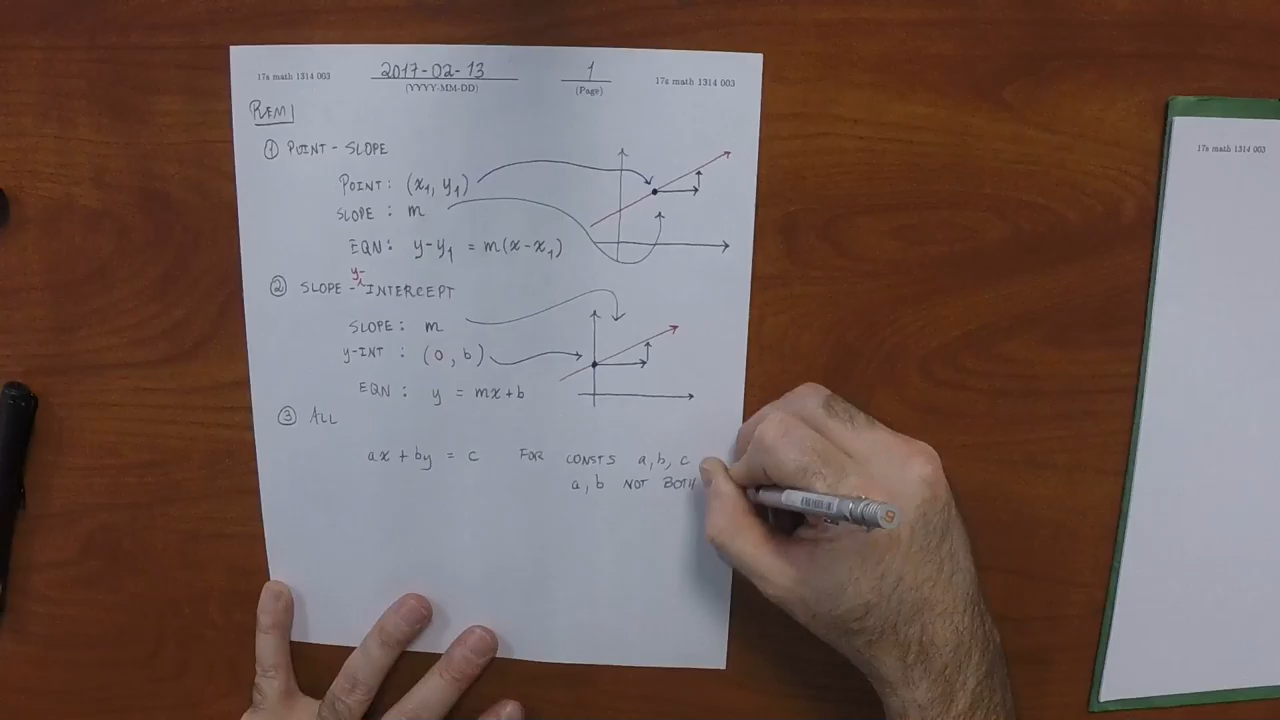 17s math 1314 003 2017-02-13 1 17s math 1314 003
(YYYY-MM-DD) (Page)
REM
① POINT-SLOPE
POINT: (x₁, y₁)
SLOPE: m
EQN: y-y₁ = m(x-x₁)
y-
② SLOPE-INTERCEPT
SLOPE: m
y-INT: (0, b)
EQN: y = mx+b
③ ALL
ax + by = c FOR CONSTS a, b, c
a, b NOT BOTH
17s math 1314 003